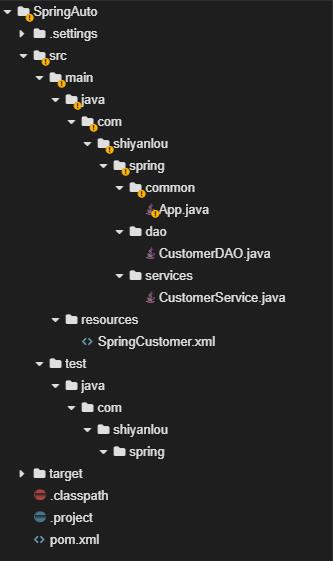 SpringAuto
.settings
src
main
java
com
shiyanlou
spring
common
App.java
dao
CustomerDAO.java
services
CustomerService.java
resources
SpringCustomer.xml
test
java
com
shiyanlou
spring
target
.classpath
.project
pom.xml